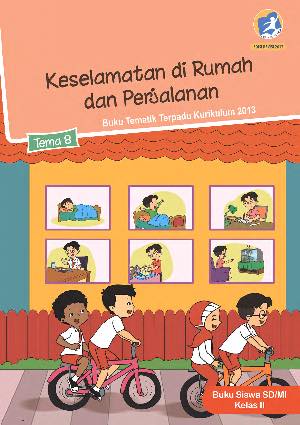 Keselamatan di Rumah
dan Perjalanan
Buku Tematik Terpadu Kurikulum 2013
Tema 8
Buku Siswa SD/MI
Kelas II